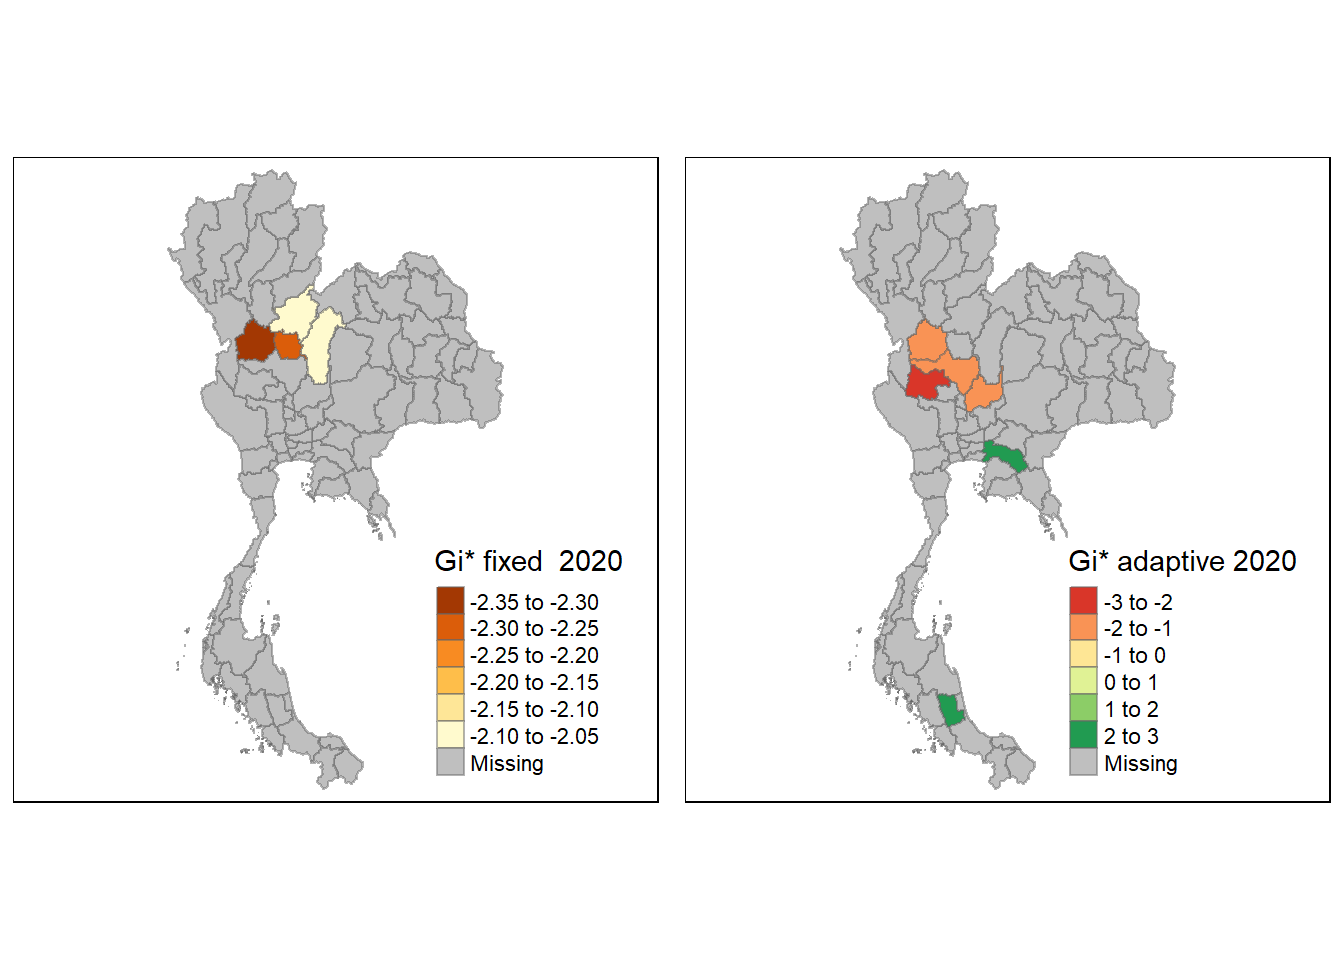 Gi* fixed  2020
-2.35 to -2.30
-2.30 to -2.25
-2.25 to -2.20
-2.20 to -2.15
-2.15 to -2.10
-2.10 to -2.05
Missing
Gi* adaptive 2020
-3 to -2
-2 to -1
-1 to 0
0 to 1
1 to 2
2 to 3
Missing